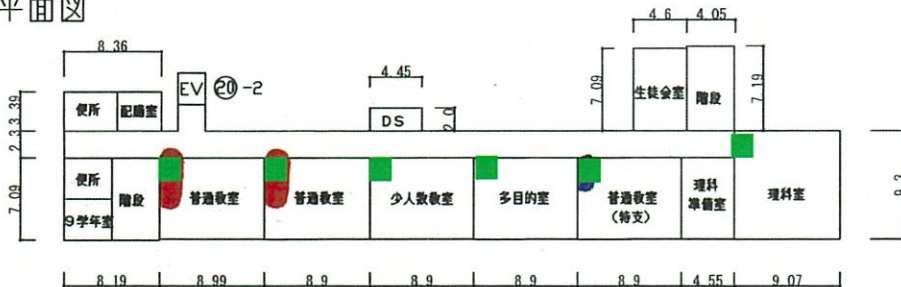 平面図
4.6 4.05
8.36
EV ⑳-2
4.45
7.09
生徒会室
階段
7.19
3.39
便所
配膳室
DS
2.0
2.3
7.09
便所
9学年室
階段
普通教室
普通教室
少人数教室
多目的室
普通教室
(特支)
理科
準備室
理科室
9.3
8.19 8.99 8.9 8.9 8.9 8.9 4.55 9.07